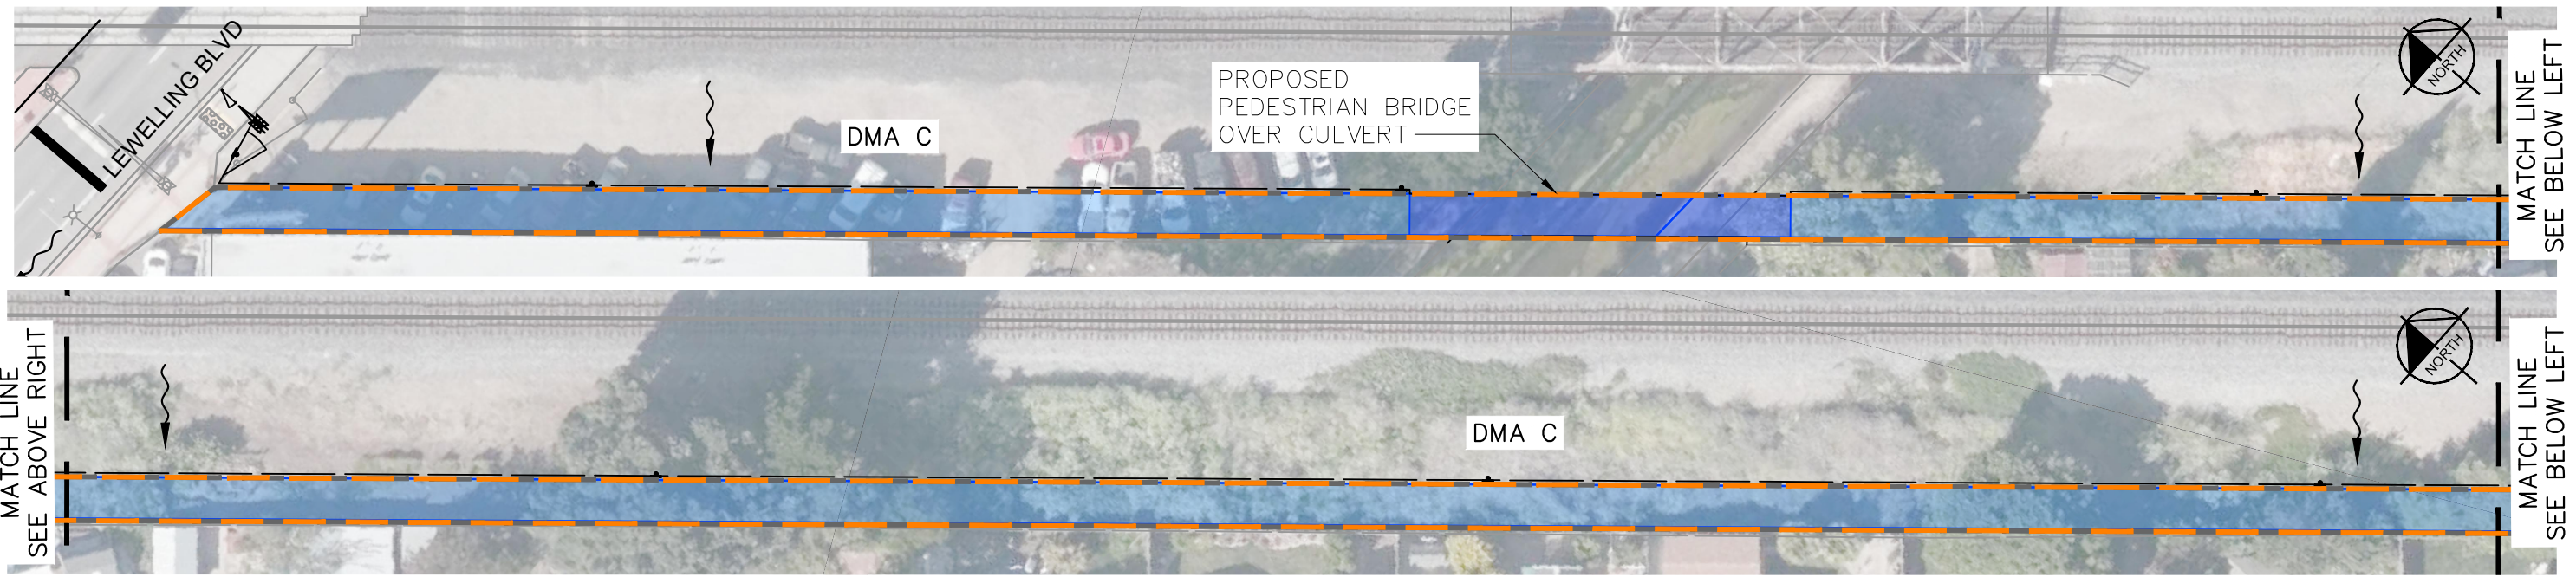 LEWELLING BLVD
DMA C
PROPOSED
PEDESTRIAN BRIDGE
OVER CULVERT
NORTH
MATCH LINE
SEE BELOW LEFT
MATCH LINE
SEE ABOVE RIGHT
DMA C
NORTH
MATCH LINE
SEE BELOW LEFT